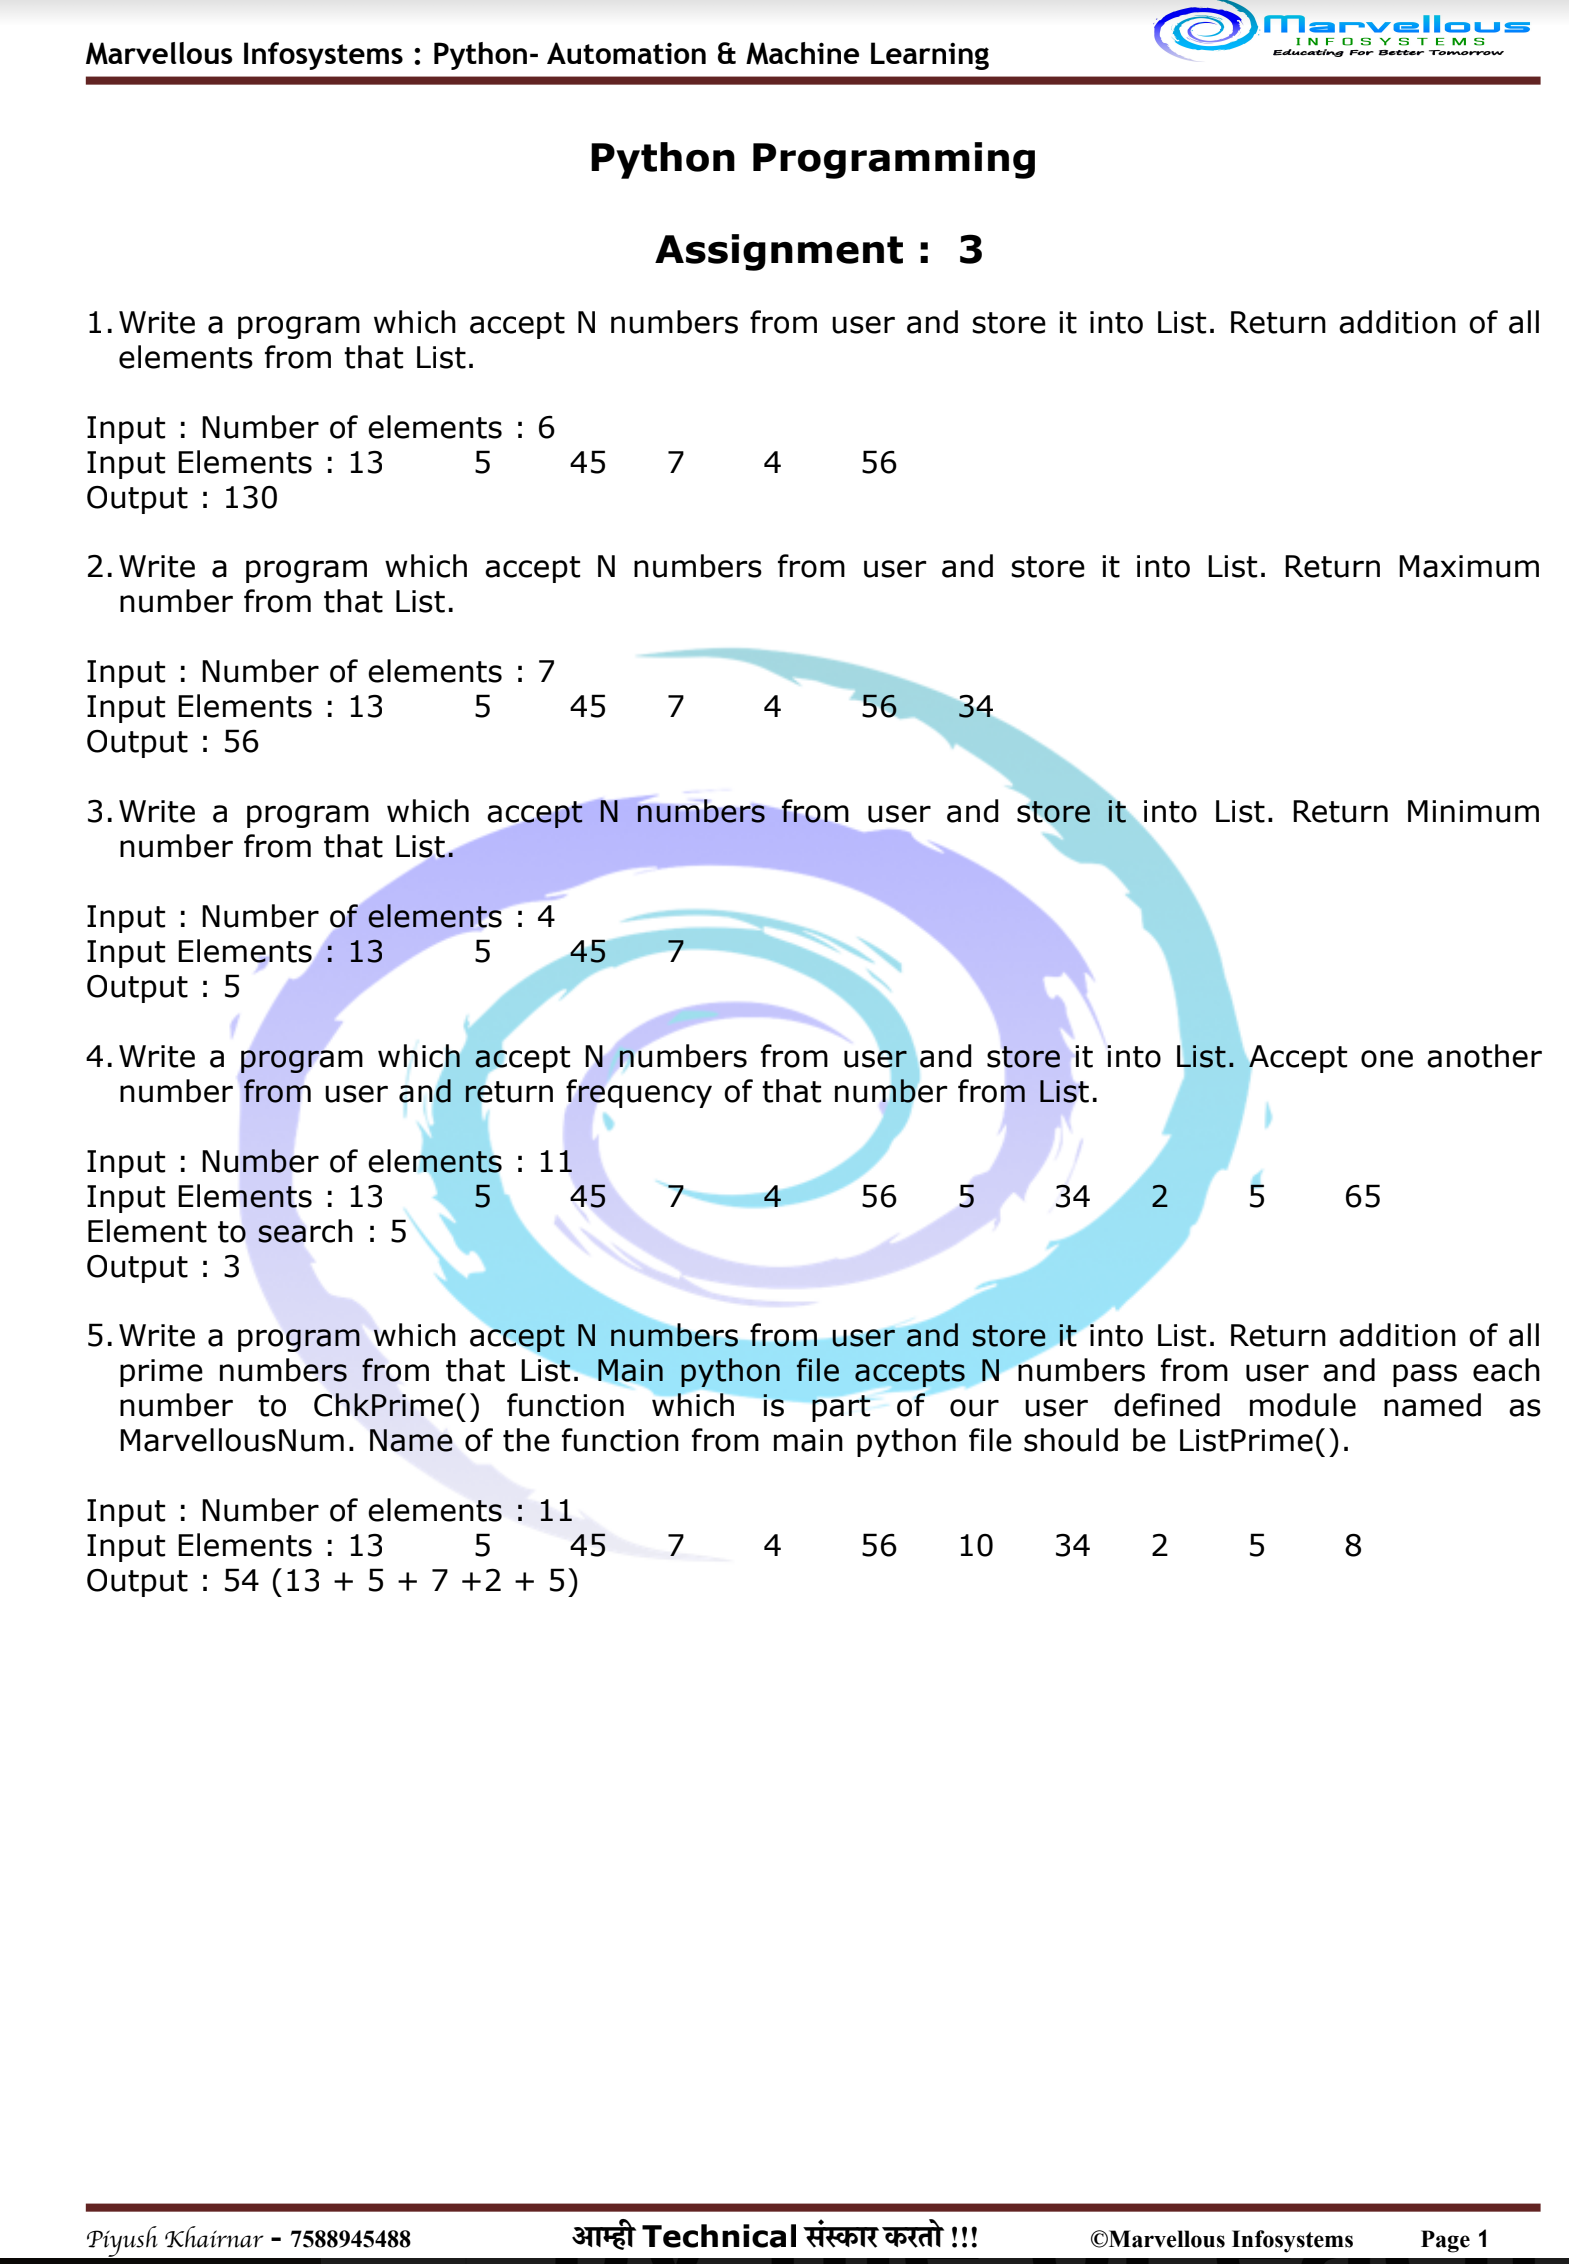 Marvellous Infosystems : Python- Automation & Machine Learning
Marvellous
INFOSYSTEMS
Educating For Better Tomorrow
Python Programming
Assignment : 3
1. Write a program which accept N numbers from user and store it into List. Return addition of all
elements from that List.
Input : Number of elements : 6
Input Elements : 13 5 45 7 4 56
Output : 130
2. Write a program which accept N numbers from user and store it into List. Return Maximum
number from that List.
Input : Number of elements : 7
Input Elements : 13 5 45 7 4 56 34
Output : 56
3. Write a program which accept N numbers from user and store it into List. Return Minimum
number from that List.
Input : Number of elements : 4
Input Elements : 13 5 45 7
Output : 5
4. Write a program which accept N numbers from user and store it into List. Accept one another
number from user and return frequency of that number from List.
Input : Number of elements : 11
Input Elements : 13 5 45 7 4 56 5 34 2 5 65
Element to search : 5
Output : 3
5. Write a program which accept N numbers from user and store it into List. Return addition of all
prime numbers from that List. Main python file accepts N numbers from user and pass each
number to ChkPrime() function which is part of our user defined module named as
MarvellousNum. Name of the function from main python file should be ListPrime().
Input : Number of elements : 11
Input Elements : 13 5 45 7 4 56 10 34 2 5 8
Output : 54 (13 + 5 + 7 +2 + 5)
Piyush Khairnar - 7588945488 आम्ही Technical संस्कार करतो !!! ©Marvellous Infosystems Page 1